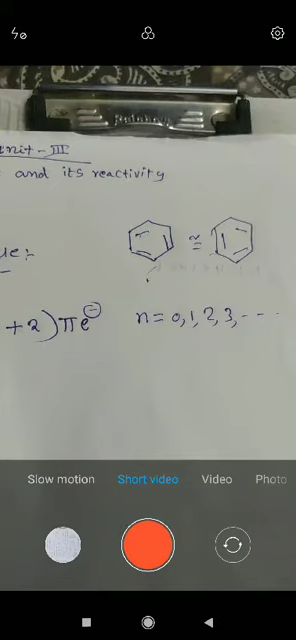 Unit-III
and its reactivity
≅
+2)πe⊖ n=0,1,2,3,----
Slow motion Short video Video Photo